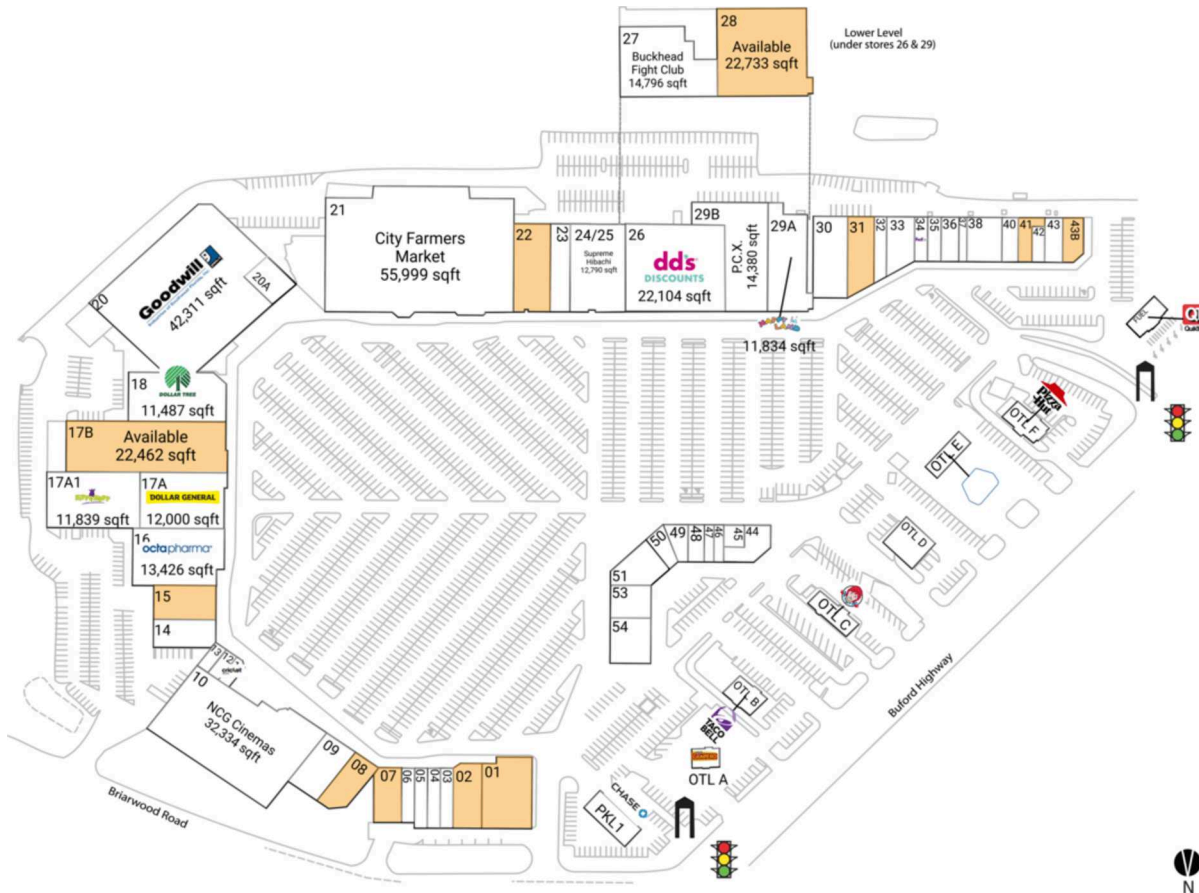 28
Available
22,733 sqft
27
Buckhead
Fight Club
14,796 sqft
Lower Level
(under stores 26 & 29)
21
City Farmers
Market
55,999 sqft
22
23
24/25
Supreme
Hibachi
12,790 sqft
26
dd's
DISCOUNTS
22,104 sqft
29B
P.C.X.
14,380 sqft
29A
11,834 sqft
30
31
32
33
34
35
36
37
38
40
41
42
43
43B
20
Goodwill
42,311 sqft
20A
18
DOLLAR TREE
11,487 sqft
17B
Available
22,462 sqft
17A1
11,839 sqft
17A
DOLLAR GENERAL
12,000 sqft
16
octapharma
13,426 sqft
15
14
13
12
10
NCG Cinemas
32,334 sqft
09
08
07
06
05
04
03
02
01
51
50
49
48
47
46
45
44
53
54
FUEL
Pizza
Hut
OTL F
OTL E
OTL D
OTL C
OTL B
TACO
BELL
OTL A
CHASE
PKL1
Buford Highway
Briarwood Road
N